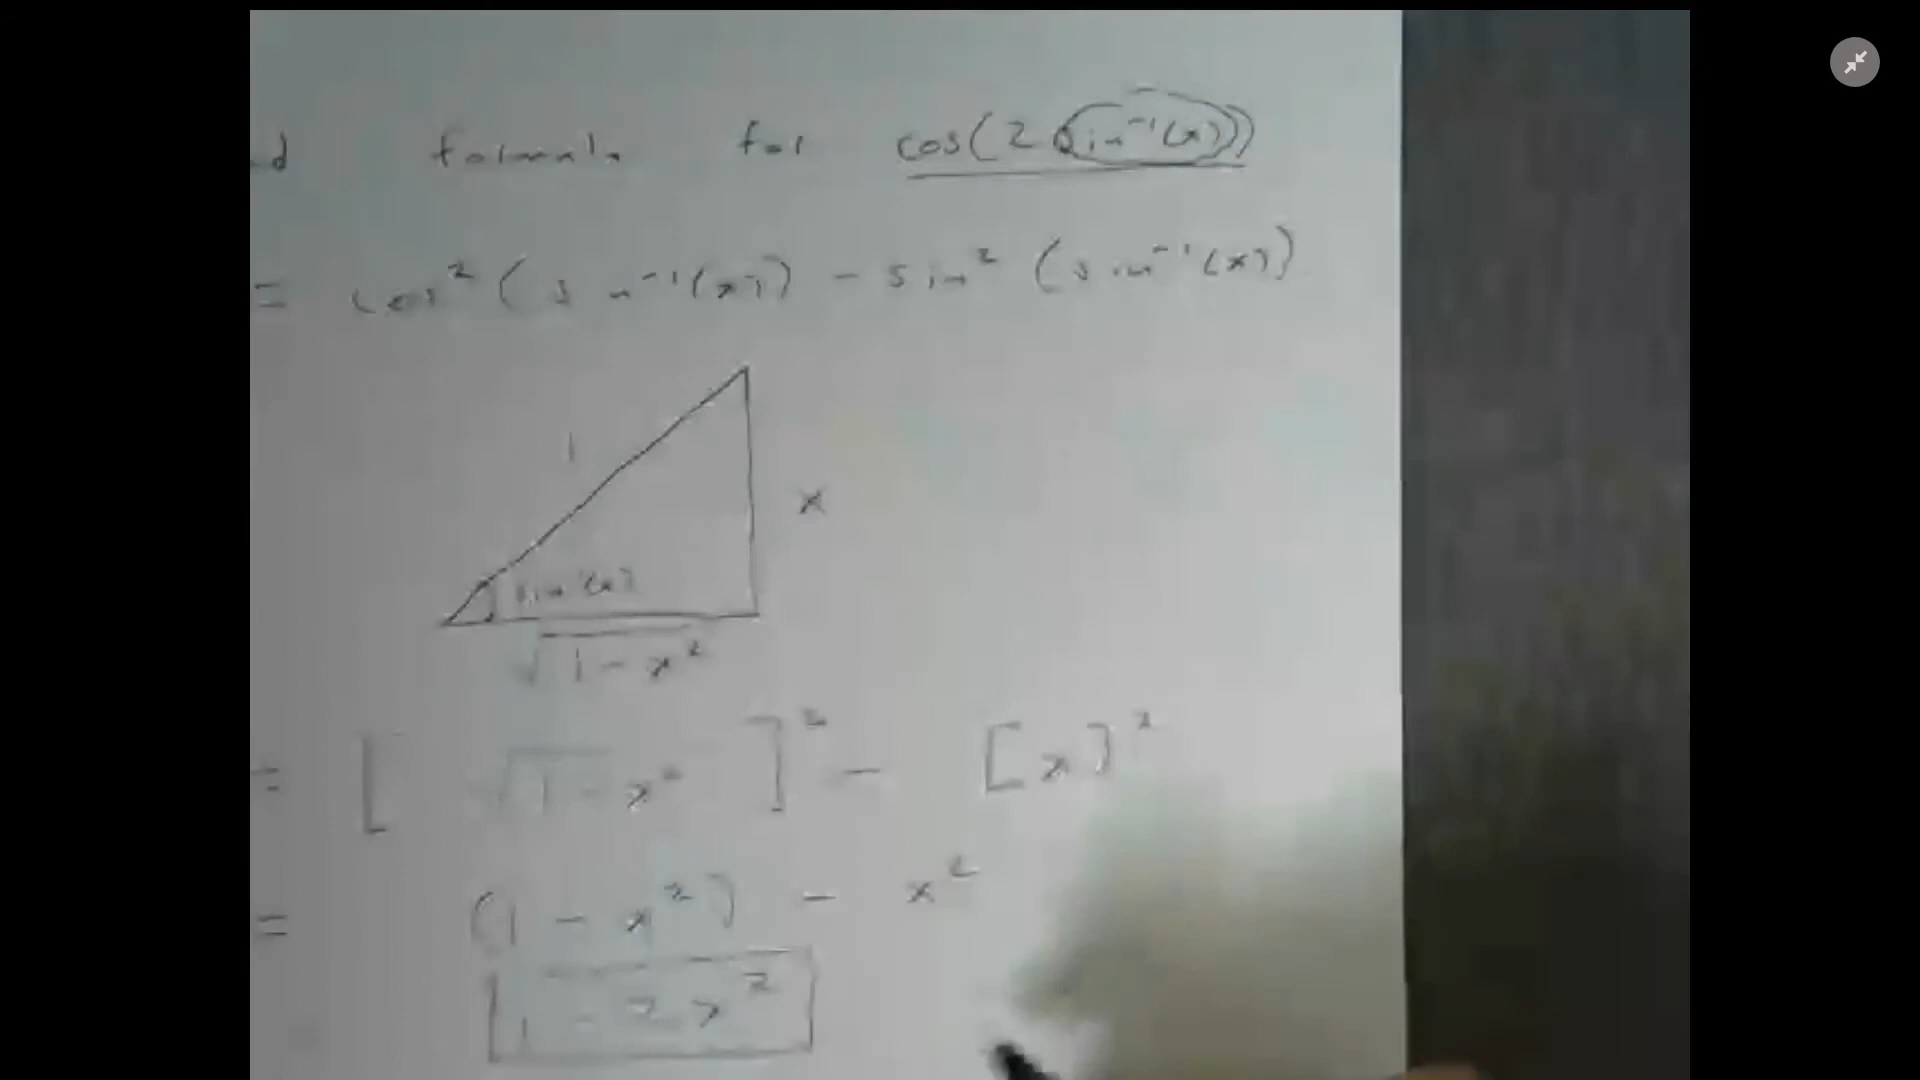 nd formula for cos(2 sin⁻¹(x))
= cos² (sin⁻¹(x)) - sin² (sin⁻¹(x))
1
x
sin⁻¹(x)
√(1 - x²)
= [ √(1 - x²) ]² - [x]²
= (1 - x²) - x²
1 - 2x²